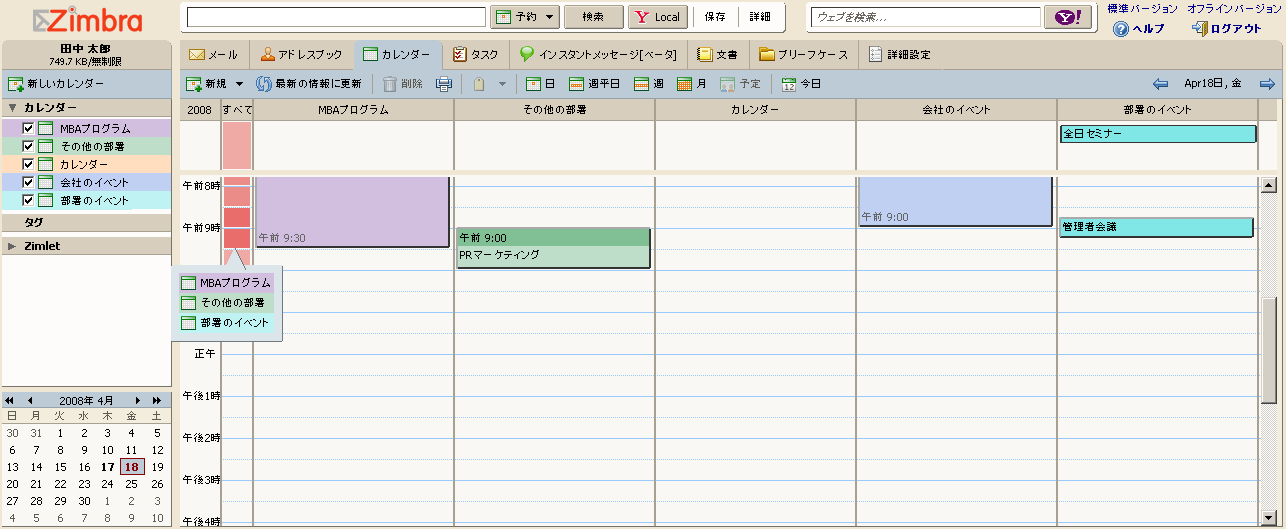 Zimbra
予約
検索
Local
保存
詳細
ウェブを検索...
Y!
標準バージョン オフラインバージョン
ヘルプ
ログアウト
田中 太郎
749.7 KB/無制限
メール
アドレスブック
カレンダー
タスク
インスタントメッセージ[ベータ]
文書
ブリーフケース
詳細設定
新しいカレンダー
新規
最新の情報に更新
削除
日
週平日
週
月
予定
12
今日
Apr18日, 金
カレンダー
MBAプログラム
その他の部署
カレンダー
会社のイベント
部署のイベント
タグ
Zimlet
2008
すべて
MBAプログラム
その他の部署
カレンダー
会社のイベント
部署のイベント
全日セミナー
午前8時
午前9時
午前 9:30
午前 9:00
PRマーケティング
午前 9:00
管理者会議
MBAプログラム
その他の部署
部署のイベント
正午
午後1時
午後2時
午後3時
午後4時
2008年 4月
日 月 火 水 木 金 土
30 31 1 2 3 4 5
6 7 8 9 10 11 12
13 14 15 16 17 18 19
20 21 22 23 24 25 26
27 28 29 30 1 2 3
4 5 6 7 8 9 10